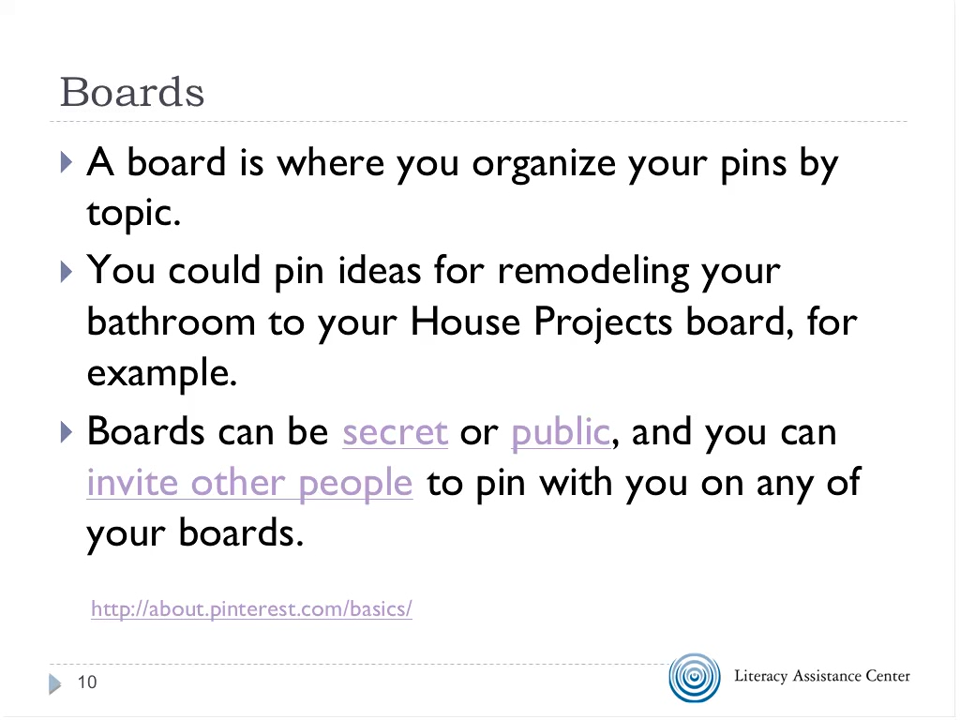 Boards
A board is where you organize your pins by
topic.
You could pin ideas for remodeling your
bathroom to your House Projects board, for
example.
Boards can be secret or public, and you can
invite other people to pin with you on any of
your boards.
http://about.pinterest.com/basics/
10
Literacy Assistance Center